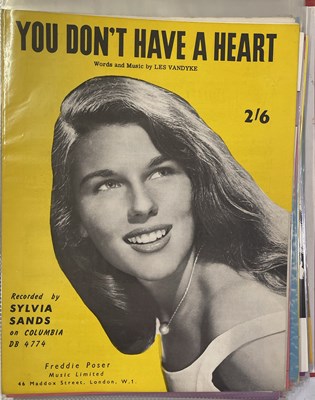 YOU DON'T HAVE A HEART
Words and Music by LES VANDYKE
2/6
Recorded by
SYLVIA
SANDS
on COLUMBIA
DB 4774
Freddie Poser
Music Limited
46 Maddox Street, London, W.1.